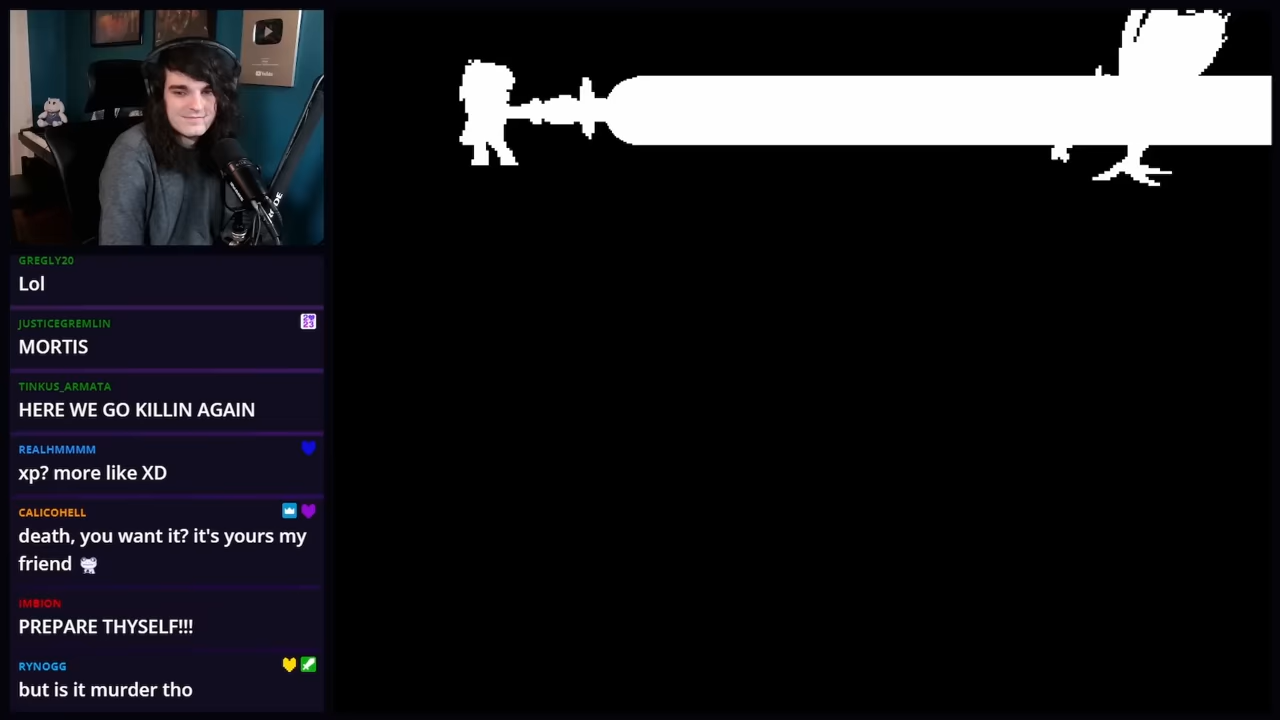 GREGLY20
Lol
JUSTICEGREMLIN
MORTIS
TINKUS_ARMATA
HERE WE GO KILLIN AGAIN
REALHMMMM
xp? more like XD
CALICOHELL
death, you want it? it's yours my
friend
IMBION
PREPARE THYSELF!!!
RYNOGG
but is it murder tho